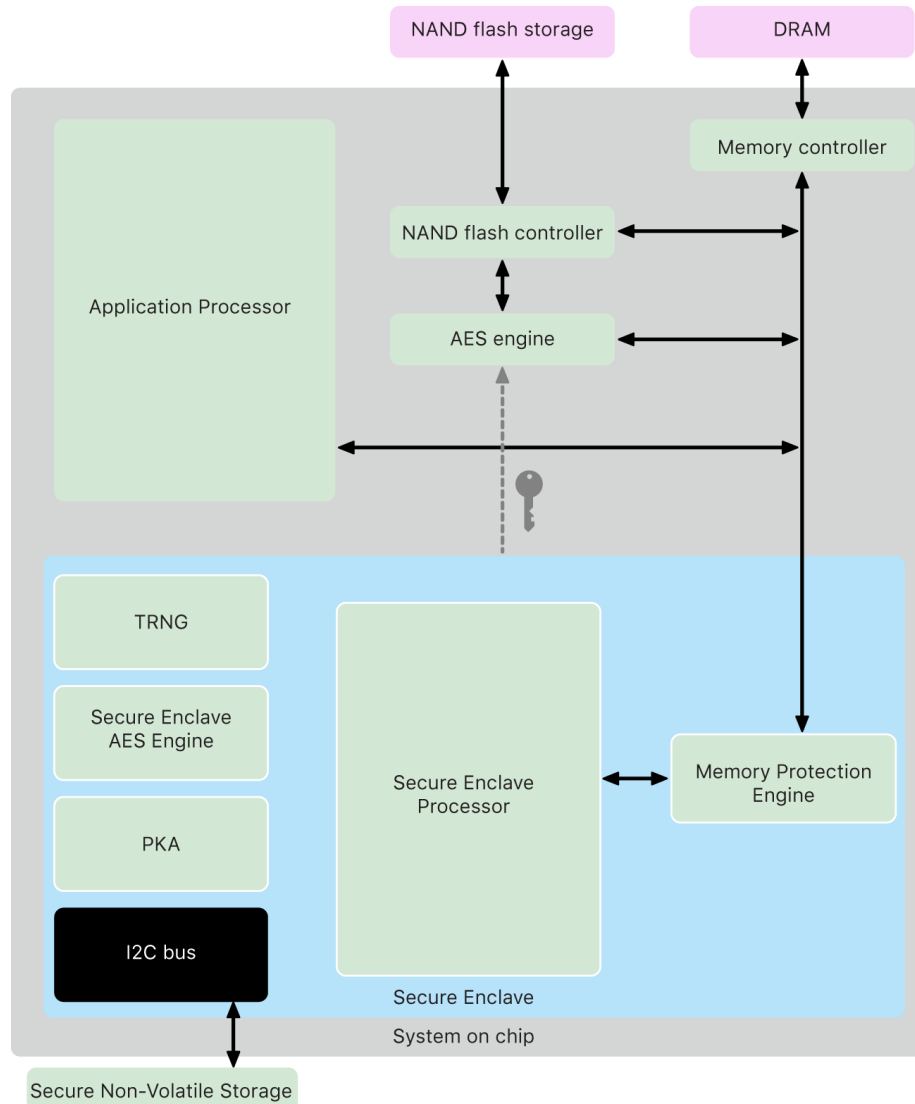 NAND flash storage
DRAM
Memory controller
NAND flash controller
Application Processor
AES engine
TRNG
Secure Enclave
AES Engine
Secure Enclave
Processor
Memory Protection
Engine
PKA
I2C bus
Secure Enclave
System on chip
Secure Non-Volatile Storage